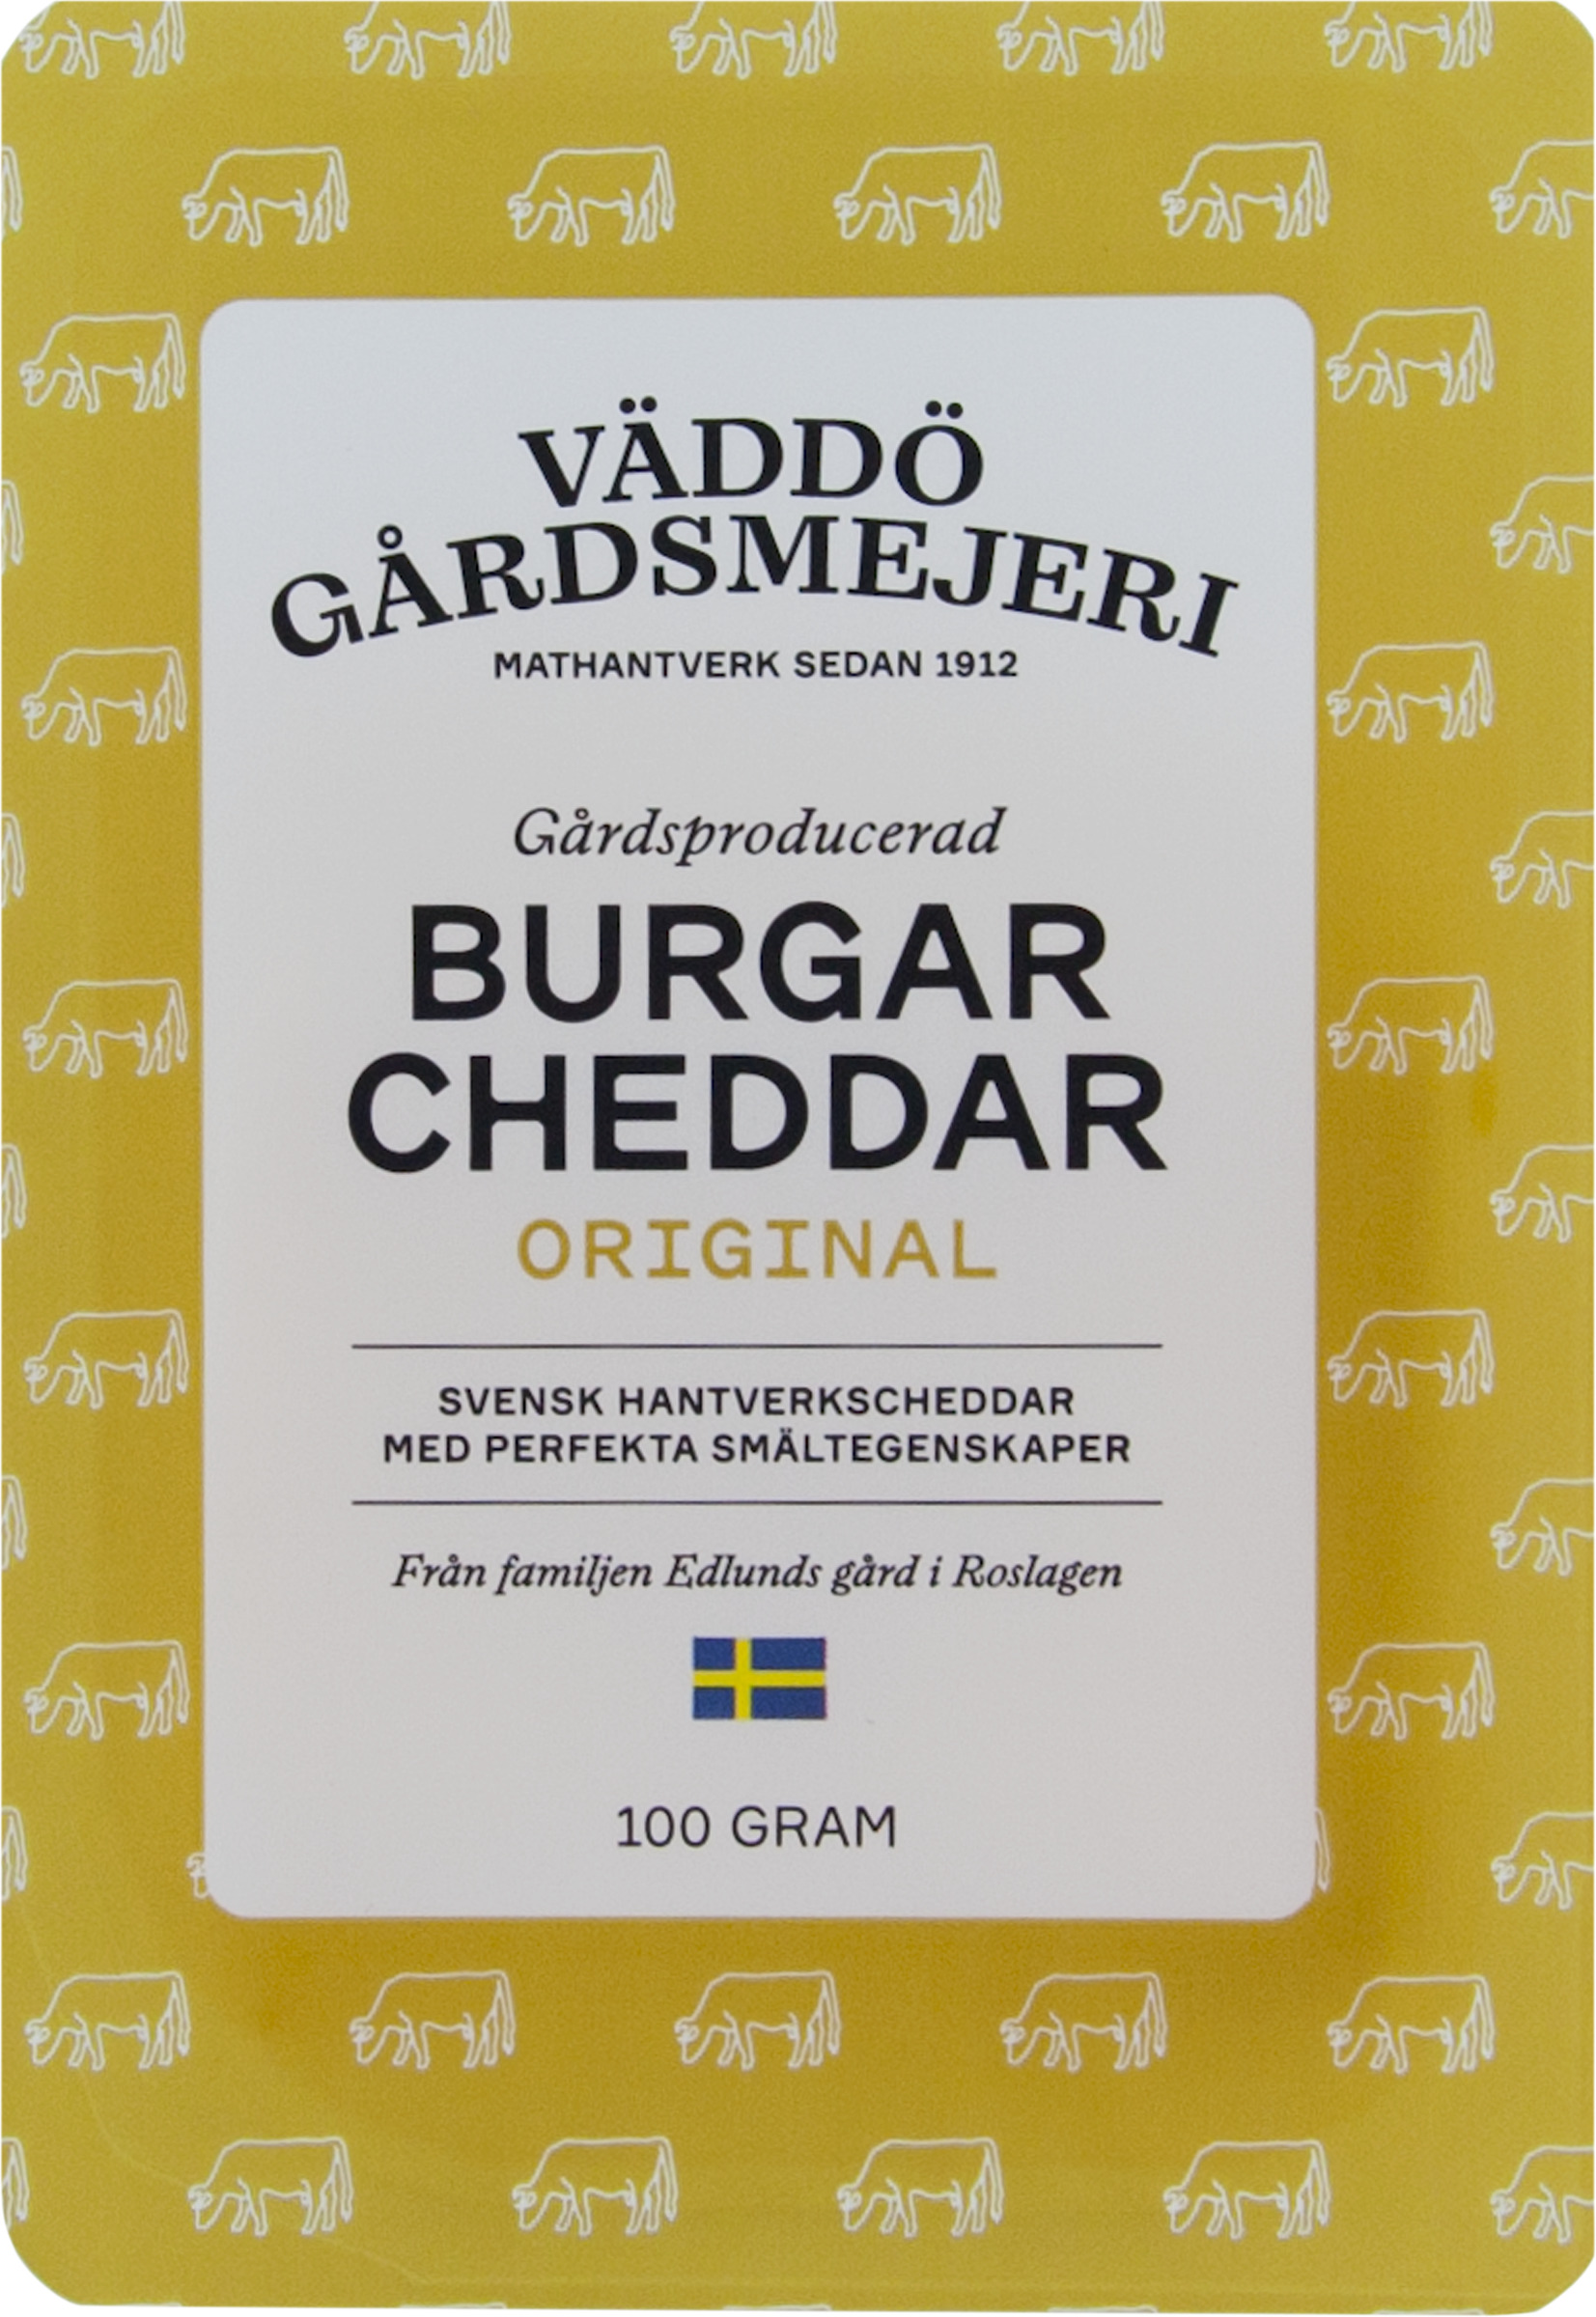 VÄDDÖ
GÅRDSMEJERI
MATHANTVERK SEDAN 1912
Gårdsproducerad
BURGAR
CHEDDAR
ORIGINAL
SVENSK HANTVERKSCHEDDAR
MED PERFEKTA SMÄLTEGENSKAPER
Från familjen Edlunds gård i Roslagen
100 GRAM